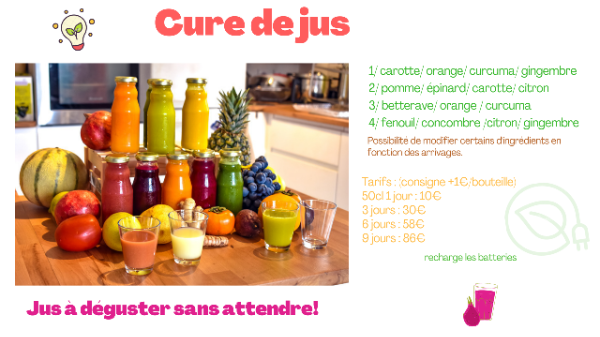 Cure de jus
1/ carotte/ orange/ curcuma/ gingembre
2/ pomme/ épinard/ carotte/ citron
3/ betterave/ orange / curcuma
4/ fenouil/ concombre /citron/ gingembre
Possibilité de modifier certains d'ingrédients en
fonction des arrivages.
Tarifs : (consigne +1€/bouteille)
50cl 1 jour : 10€
3 jours : 30€
6 jours : 58€
9 jours : 86€
recharge les batteries
Jus à déguster sans attendre!